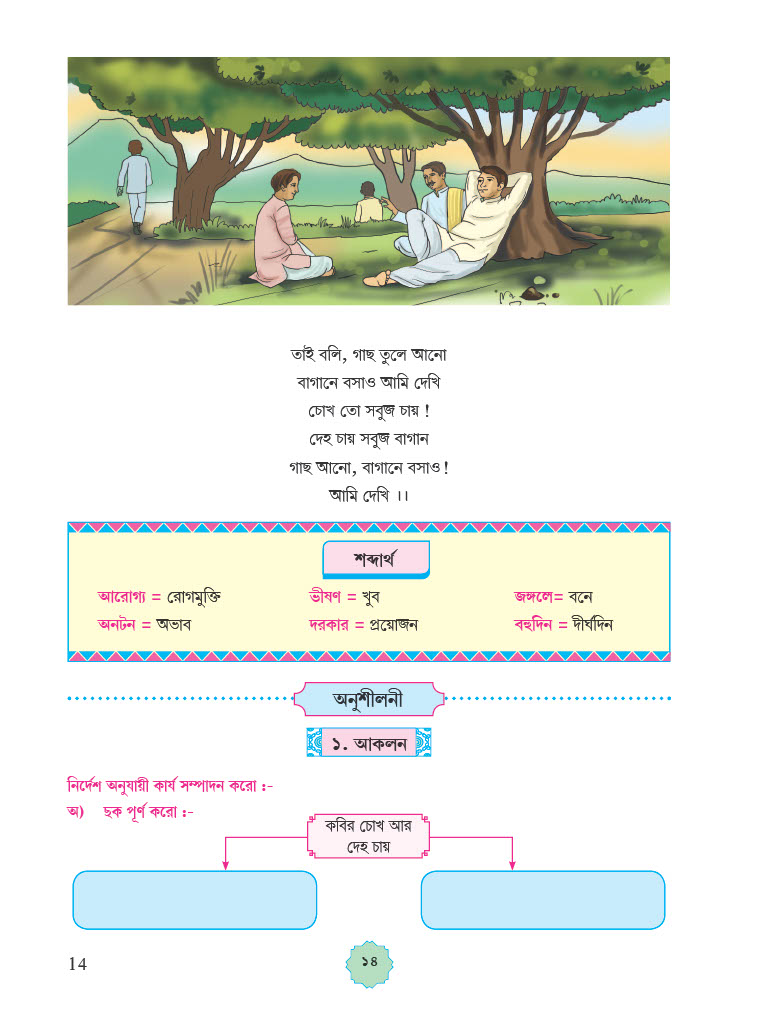 তাই বলি, গাছ তুলে আনো
বাগানে বসাও আমি দেখি
চোখ তো সবুজ চায় !
দেহ চায় সবুজ বাগান
গাছ আনো, বাগানে বসাও!
আমি দেখি ।।
শব্দার্থ
আরোগ্য = রোগমুক্তি ভীষণ = খুব জঙ্গলে= বনে
অনটন = অভাব দরকার = প্রয়োজন বহুদিন = দীর্ঘদিন
অনুশীলনী
১. আকলন
নির্দেশ অনুযায়ী কার্য সম্পাদন করো :-
অ) ছক পূর্ণ করো :-
কবির চোখ আর
দেহ চায়
14
১৪